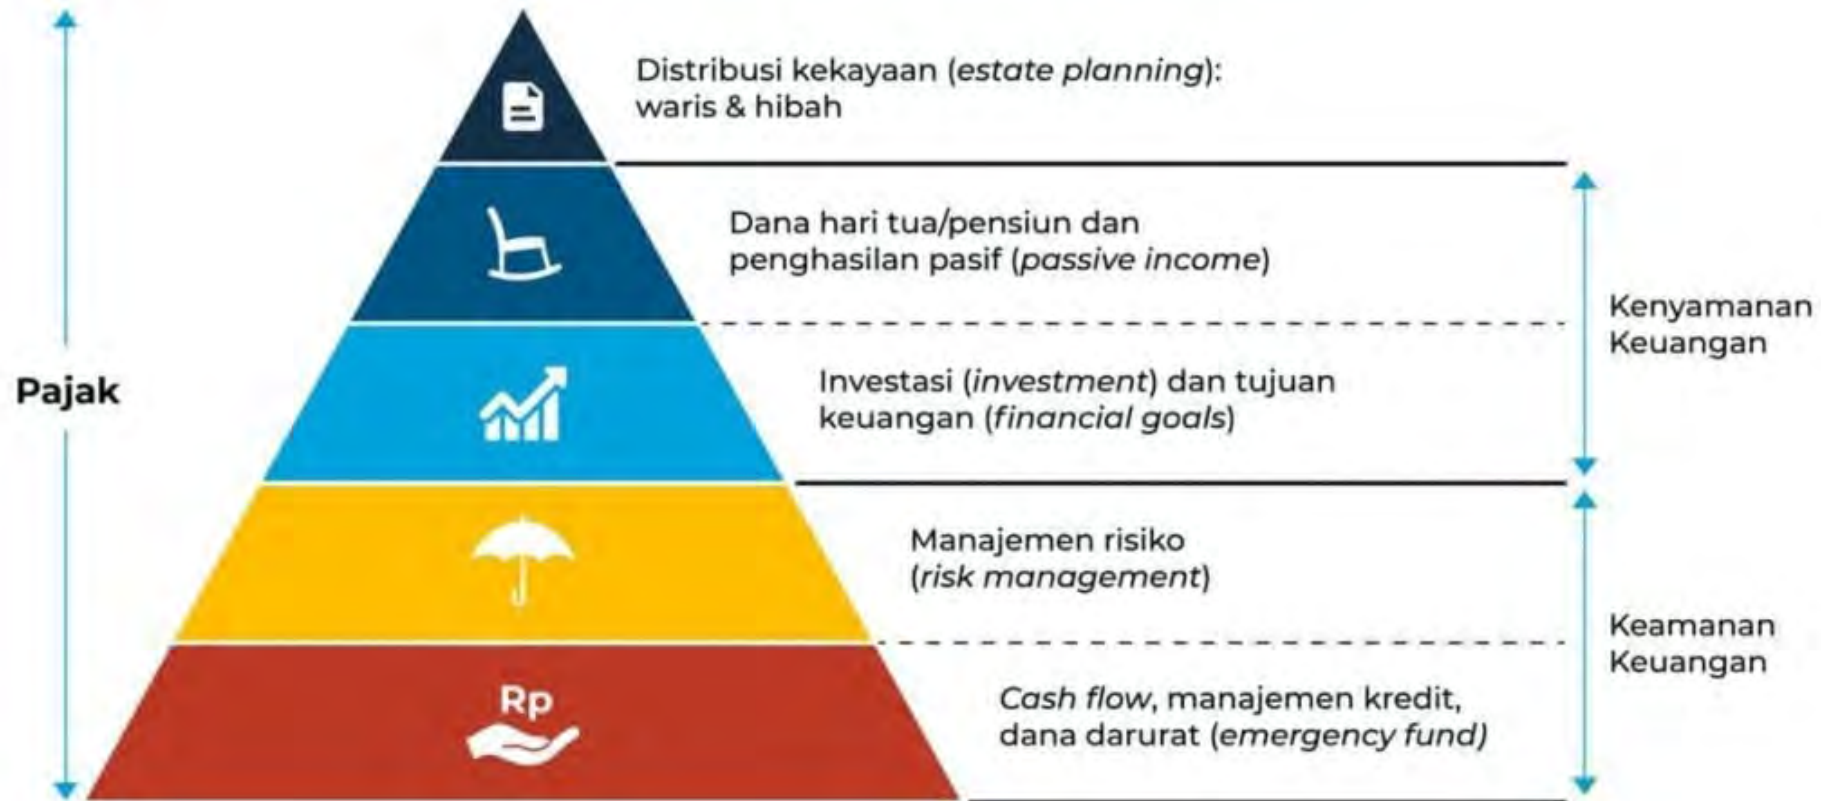 Distribusi kekayaan (estate planning):
waris & hibah
Dana hari tua/pensiun dan
penghasilan pasif (passive income)
Kenyamanan
Keuangan
Pajak
Investasi (investment) dan tujuan
keuangan (financial goals)
Manajemen risiko
(risk management)
Keamanan
Keuangan
Rp
Cash flow, manajemen kredit,
dana darurat (emergency fund)